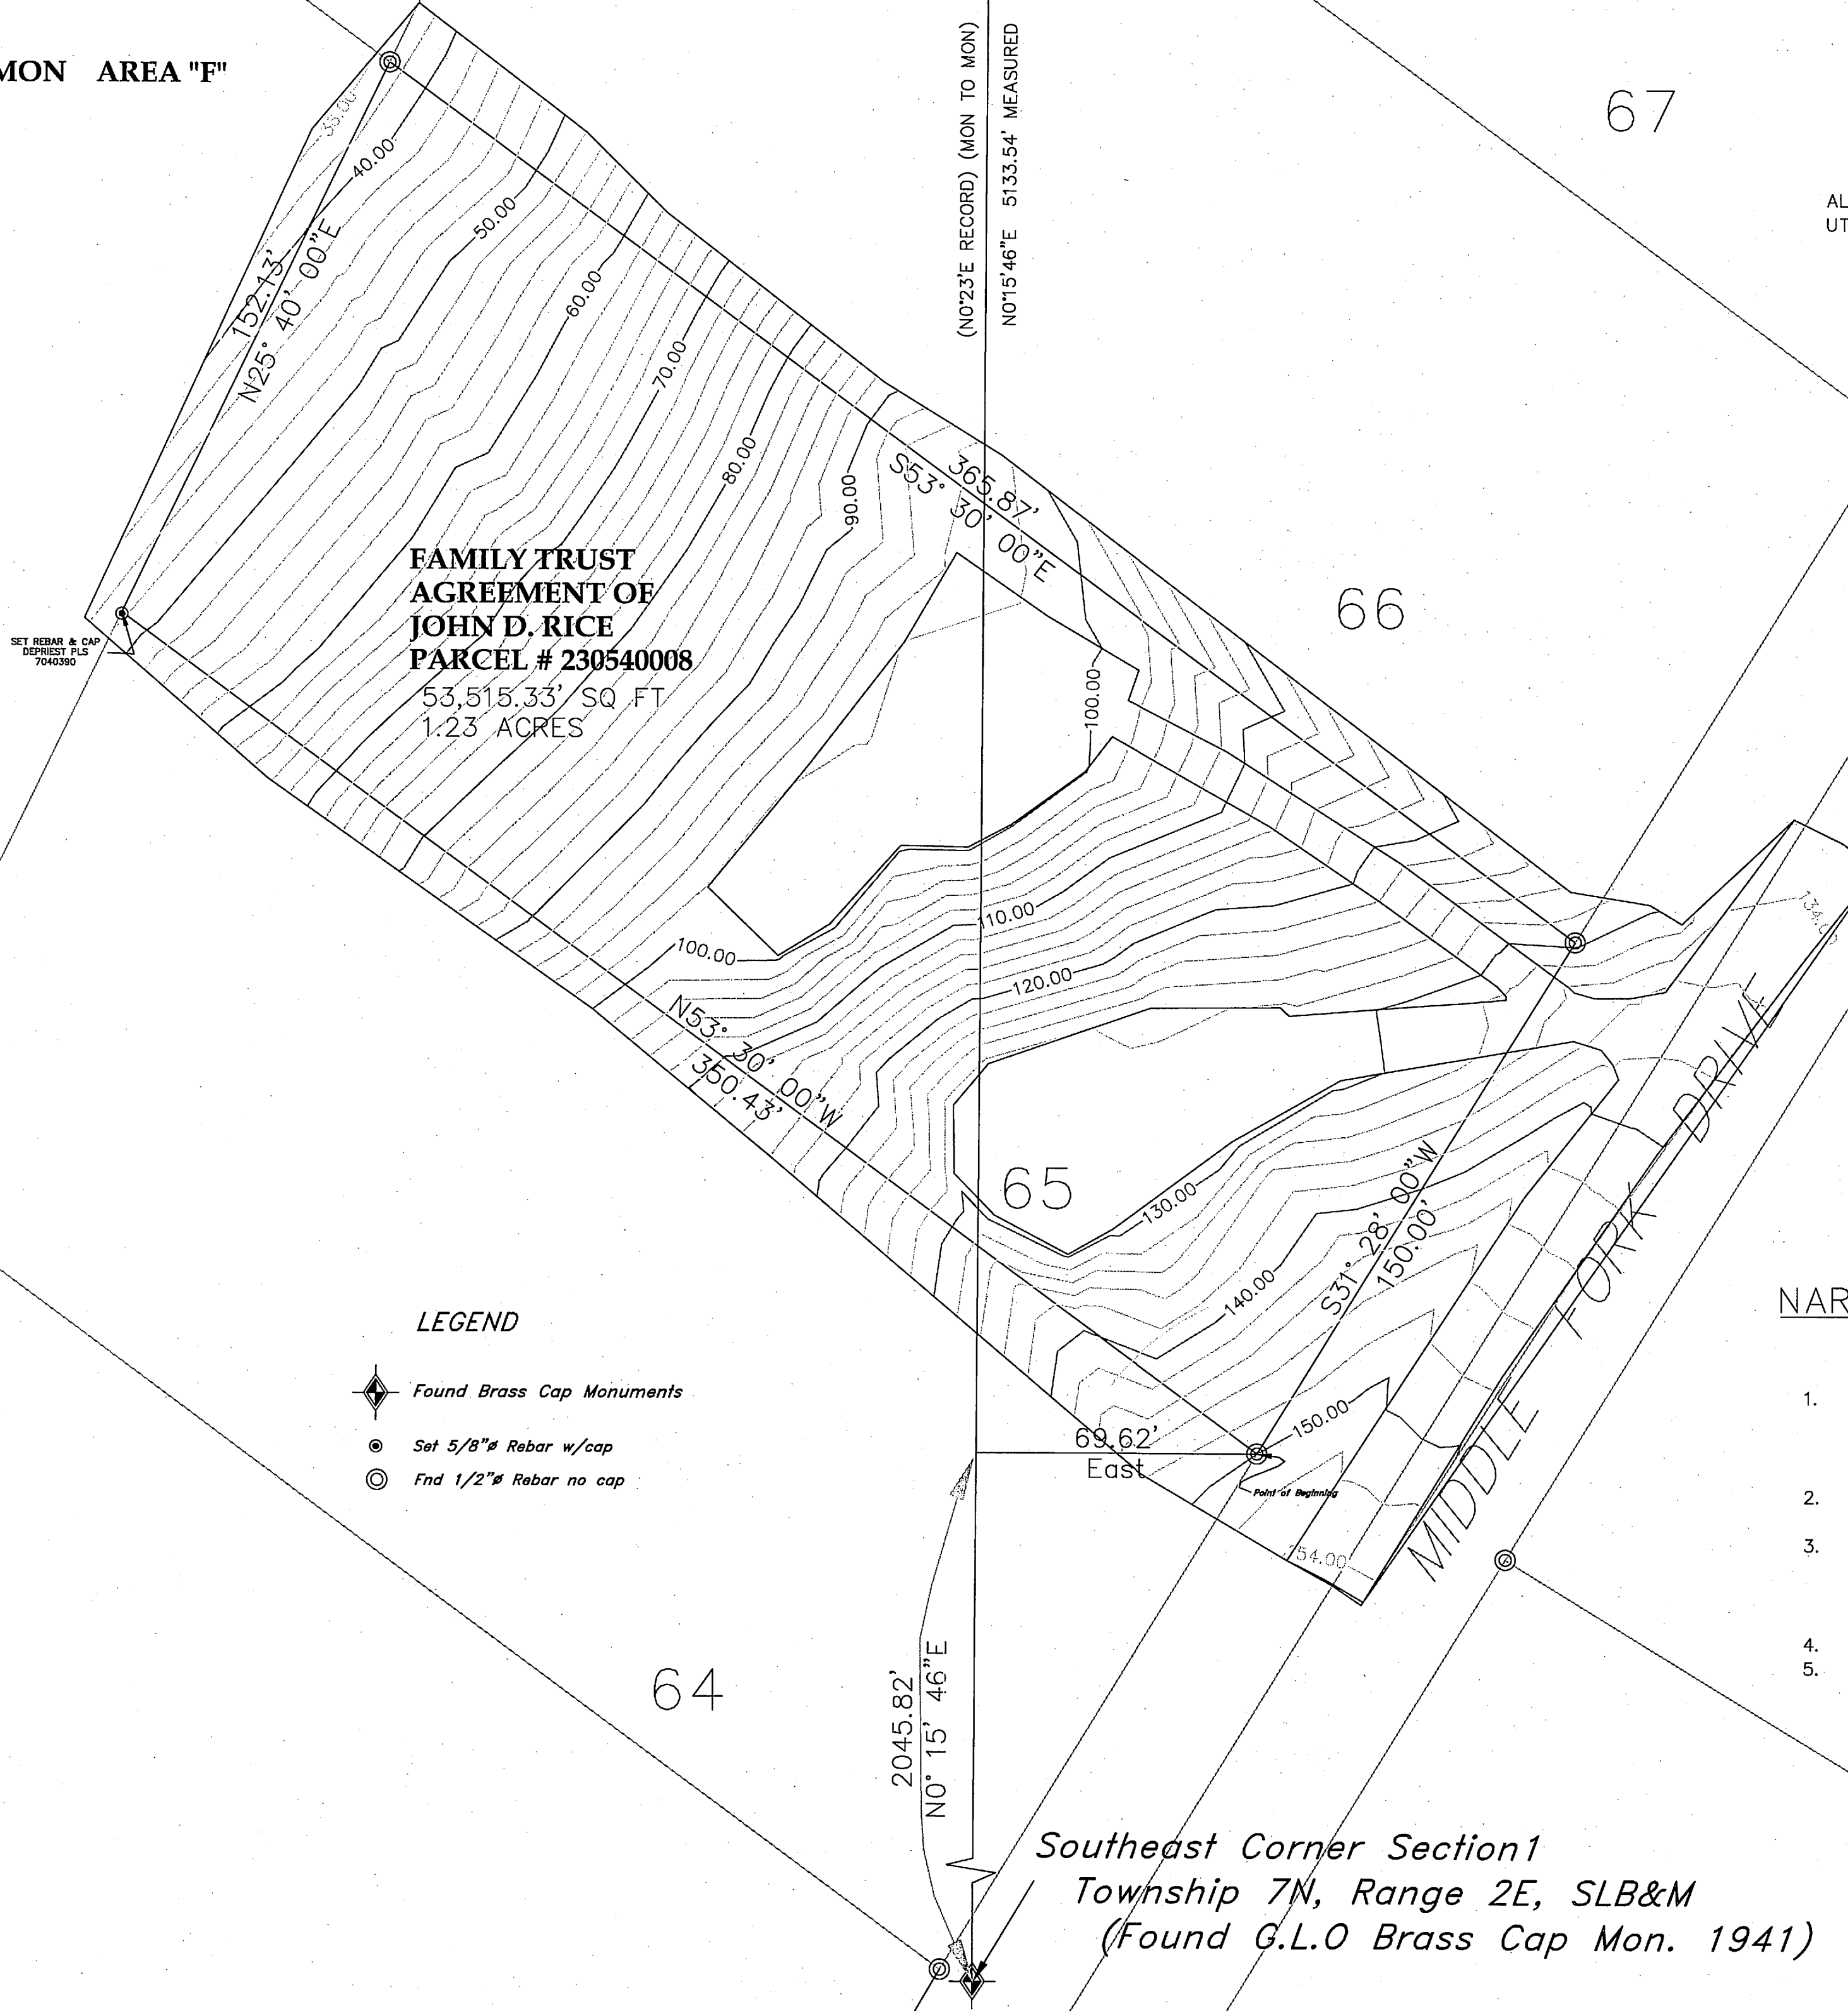 MON AREA "F"
(N0°23'E RECORD) (MON TO MON)
N0°15'46"E 5133.54' MEASURED
67
AL
UT
35.00
40.00
50.00
60.00
70.00
80.00
90.00
152.13'
N25° 40' 00"E
365.87'
S53° 30' 00"E
FAMILY TRUST
AGREEMENT OF
JOHN D. RICE
PARCEL # 230540008
53,515.33' SQ FT
1.23 ACRES
SET REBAR & CAP
DEPRIEST PLS
7040390
66
100.00
100.00
110.00
120.00
134.
N53° 30' 00"W
350.43'
65
130.00
140.00
150.00
S31° 28' 00"W
150.00'
MIDDLE FORK DRIVE
69.62'
East
Point of Beginning
154.00
LEGEND
Found Brass Cap Monuments
Set 5/8"ø Rebar w/cap
Fnd 1/2"ø Rebar no cap
NAR
1.
2.
3.
4.
5.
64
2045.82'
N0° 15' 46"E
Southeast Corner Section1
Township 7N, Range 2E, SLB&M
(Found G.L.O Brass Cap Mon. 1941)